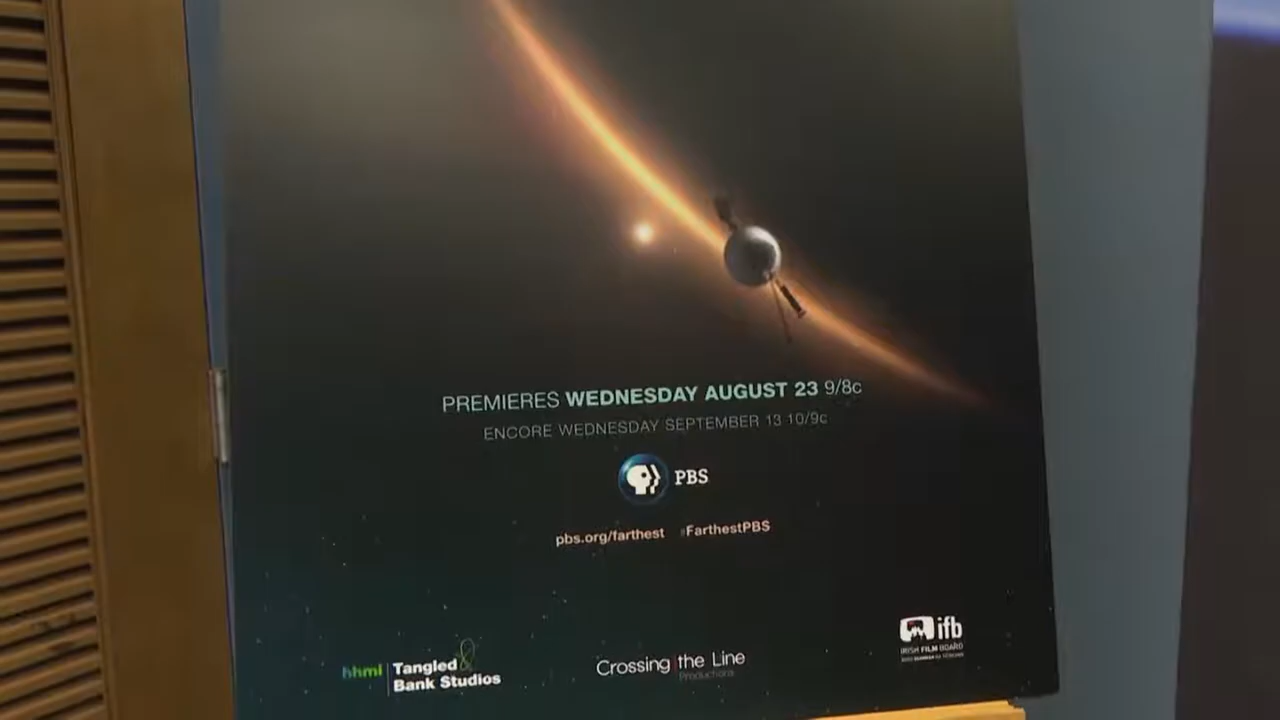 PREMIERES WEDNESDAY AUGUST 23 9/8c
ENCORE WEDNESDAY SEPTEMBER 13 10/9c
PBS
pbs.org/farthest #FarthestPBS
hhmi Tangled Bank Studios
Crossing the Line
Productions
ifb
IRISH FILM BOARD